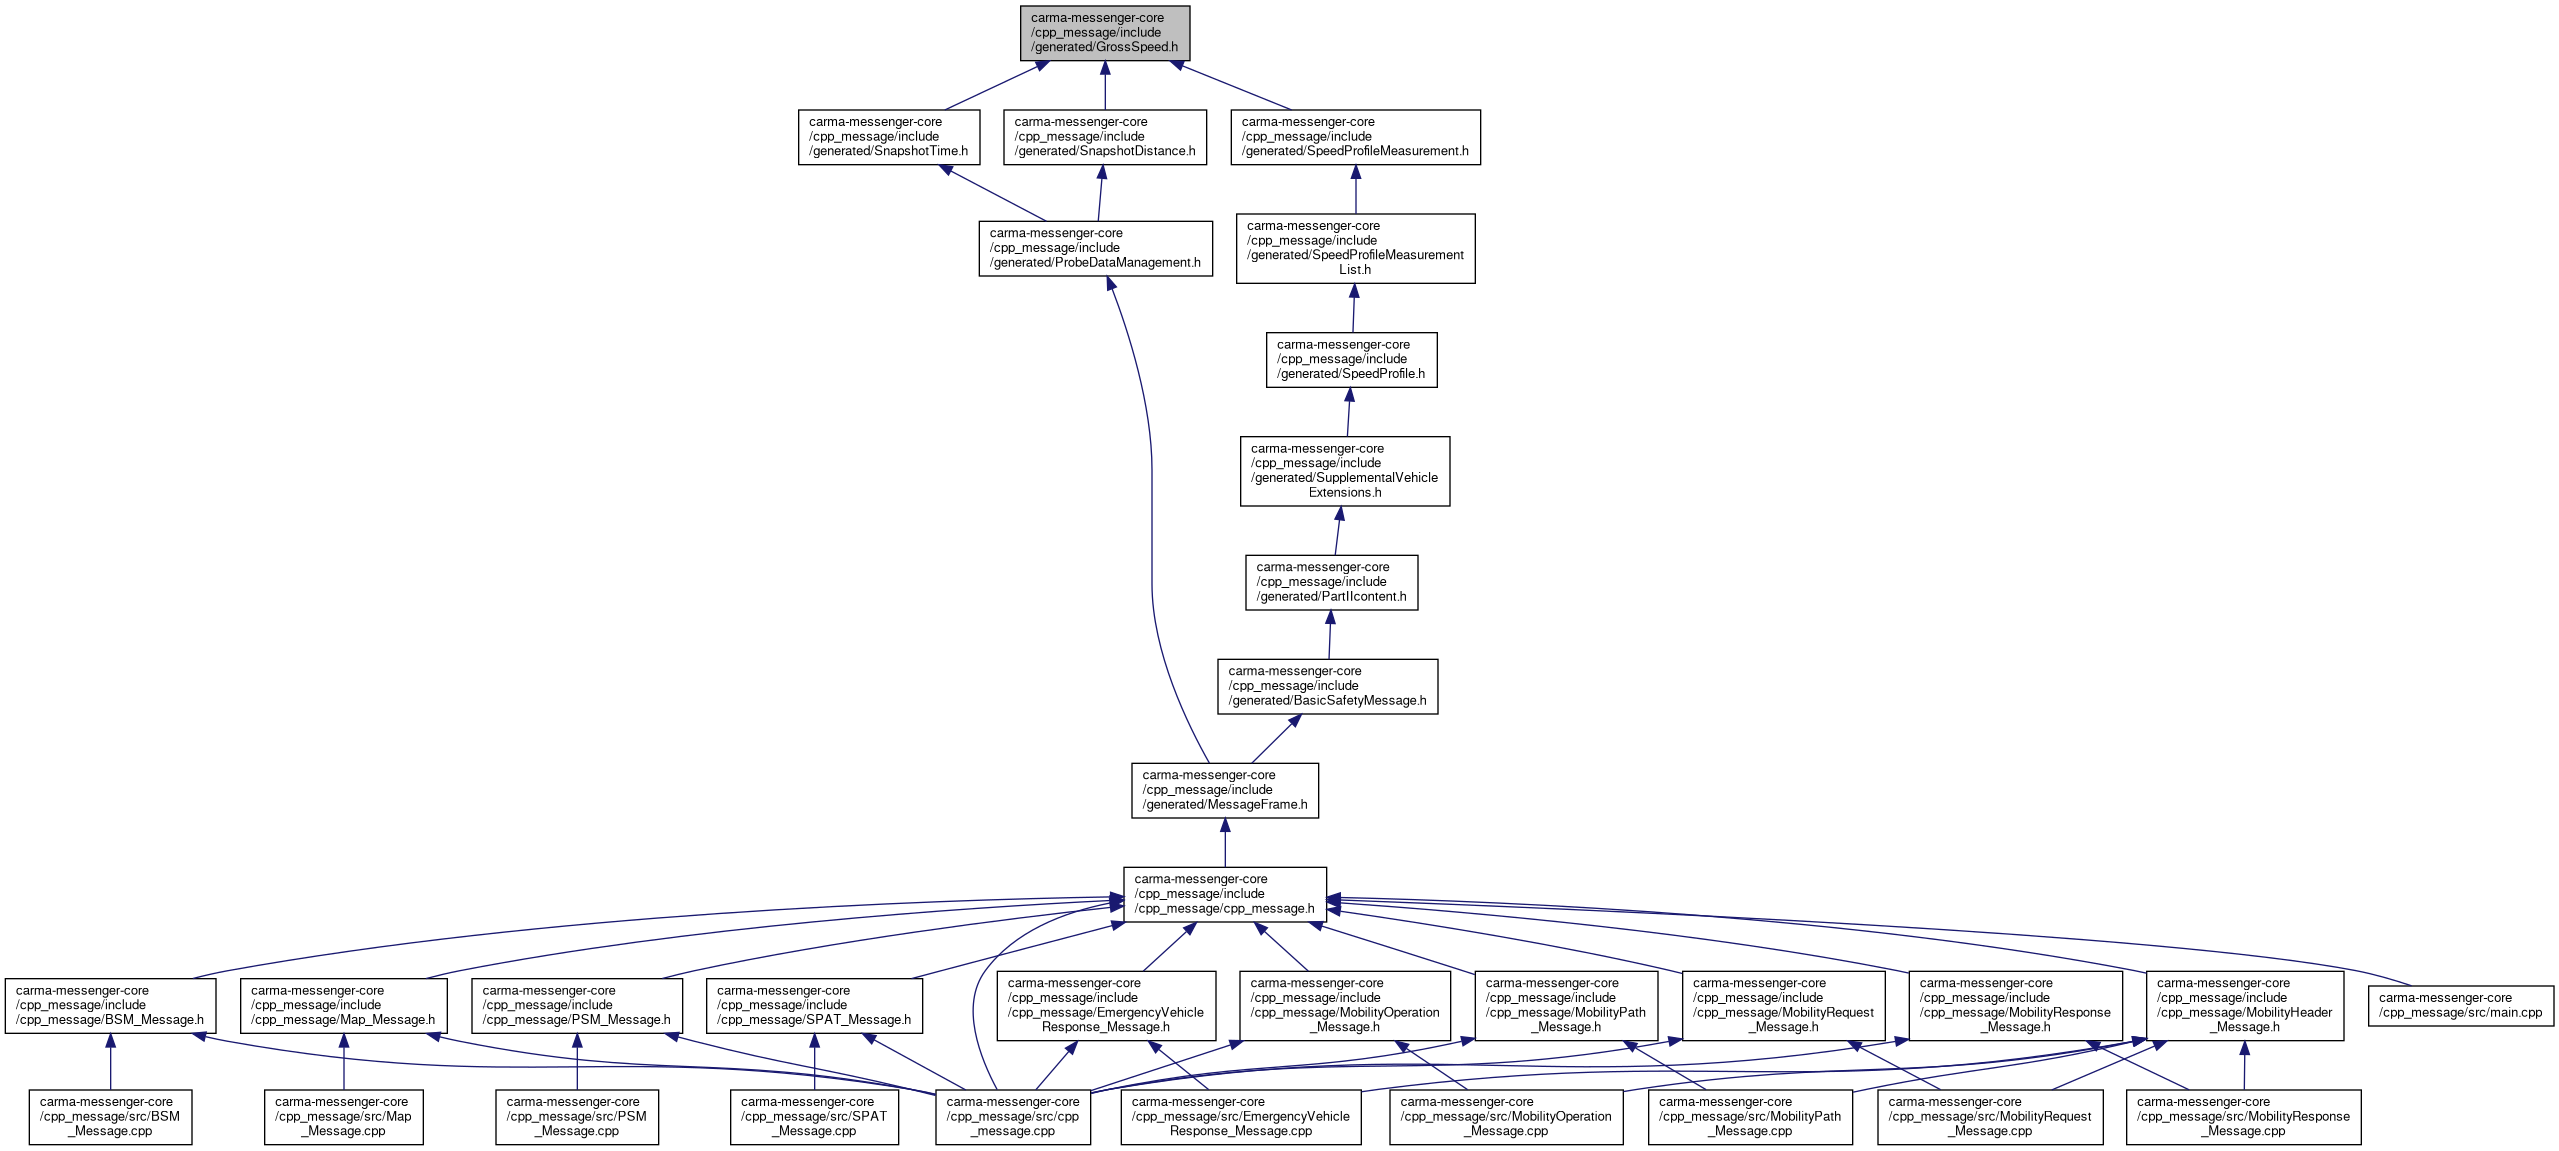 carma-messenger-core
/cpp_message/include
/generated/GrossSpeed.h
carma-messenger-core
/cpp_message/include
/generated/SnapshotTime.h
carma-messenger-core
/cpp_message/include
/generated/SnapshotDistance.h
carma-messenger-core
/cpp_message/include
/generated/SpeedProfileMeasurement.h
carma-messenger-core
/cpp_message/include
/generated/ProbeDataManagement.h
carma-messenger-core
/cpp_message/include
/generated/SpeedProfileMeasurement
List.h
carma-messenger-core
/cpp_message/include
/generated/SpeedProfile.h
carma-messenger-core
/cpp_message/include
/generated/SupplementalVehicle
Extensions.h
carma-messenger-core
/cpp_message/include
/generated/PartIIcontent.h
carma-messenger-core
/cpp_message/include
/generated/BasicSafetyMessage.h
carma-messenger-core
/cpp_message/include
/generated/MessageFrame.h
carma-messenger-core
/cpp_message/include
/cpp_message/cpp_message.h
carma-messenger-core
/cpp_message/include
/cpp_message/BSM_Message.h
carma-messenger-core
/cpp_message/include
/cpp_message/Map_Message.h
carma-messenger-core
/cpp_message/include
/cpp_message/PSM_Message.h
carma-messenger-core
/cpp_message/include
/cpp_message/SPAT_Message.h
carma-messenger-core
/cpp_message/include
/cpp_message/EmergencyVehicle
Response_Message.h
carma-messenger-core
/cpp_message/include
/cpp_message/MobilityOperation
_Message.h
carma-messenger-core
/cpp_message/include
/cpp_message/MobilityPath
_Message.h
carma-messenger-core
/cpp_message/include
/cpp_message/MobilityRequest
_Message.h
carma-messenger-core
/cpp_message/include
/cpp_message/MobilityResponse
_Message.h
carma-messenger-core
/cpp_message/include
/cpp_message/MobilityHeader
_Message.h
carma-messenger-core
/cpp_message/src/main.cpp
carma-messenger-core
/cpp_message/src/BSM
_Message.cpp
carma-messenger-core
/cpp_message/src/Map
_Message.cpp
carma-messenger-core
/cpp_message/src/PSM
_Message.cpp
carma-messenger-core
/cpp_message/src/SPAT
_Message.cpp
carma-messenger-core
/cpp_message/src/cpp
_message.cpp
carma-messenger-core
/cpp_message/src/EmergencyVehicle
Response_Message.cpp
carma-messenger-core
/cpp_message/src/MobilityOperation
_Message.cpp
carma-messenger-core
/cpp_message/src/MobilityPath
_Message.cpp
carma-messenger-core
/cpp_message/src/MobilityRequest
_Message.cpp
carma-messenger-core
/cpp_message/src/MobilityResponse
_Message.cpp